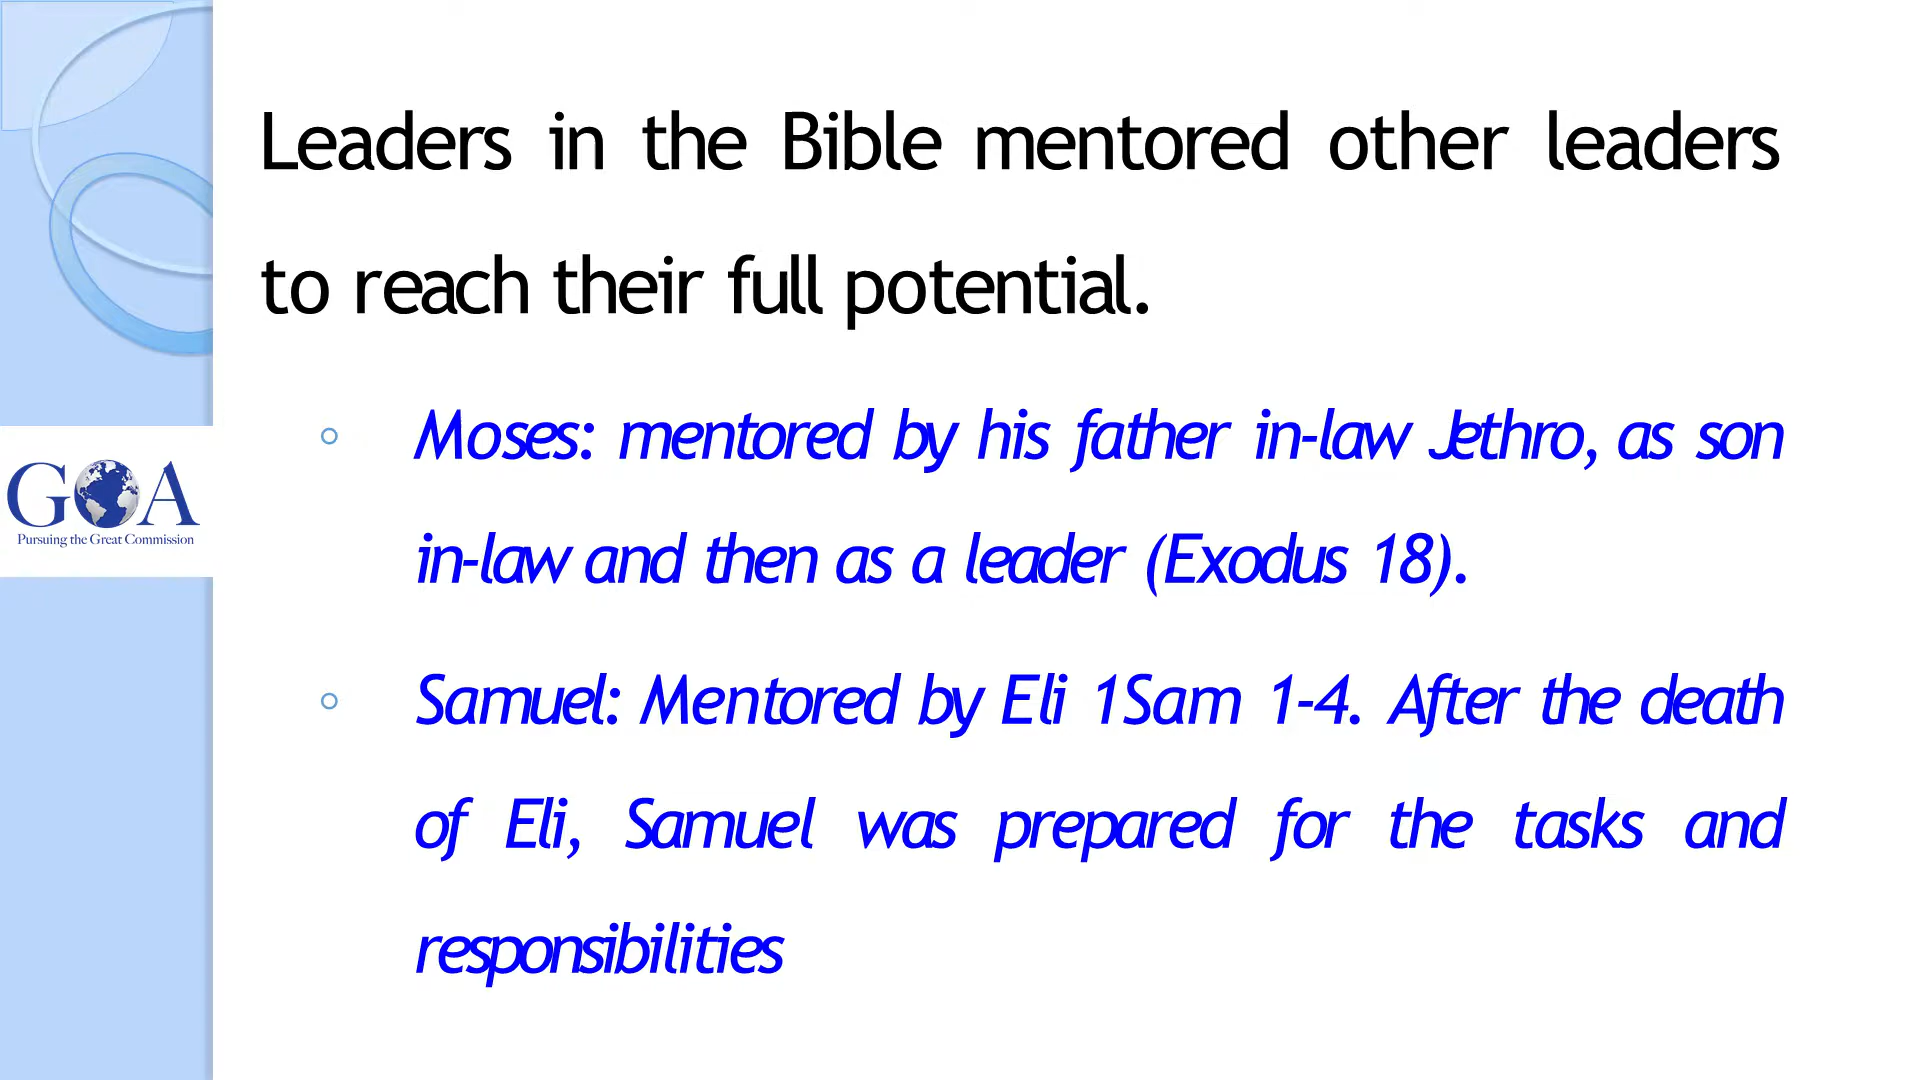 Leaders in the Bible mentored other leaders
to reach their full potential.
◦ Moses: mentored by his father in-law Jethro, as son
in-law and then as a leader (Exodus 18).
◦ Samuel: Mentored by Eli 1Sam 1-4. After the death
of Eli, Samuel was prepared for the tasks and
responsibilities
GOA
Pursuing the Great Commission